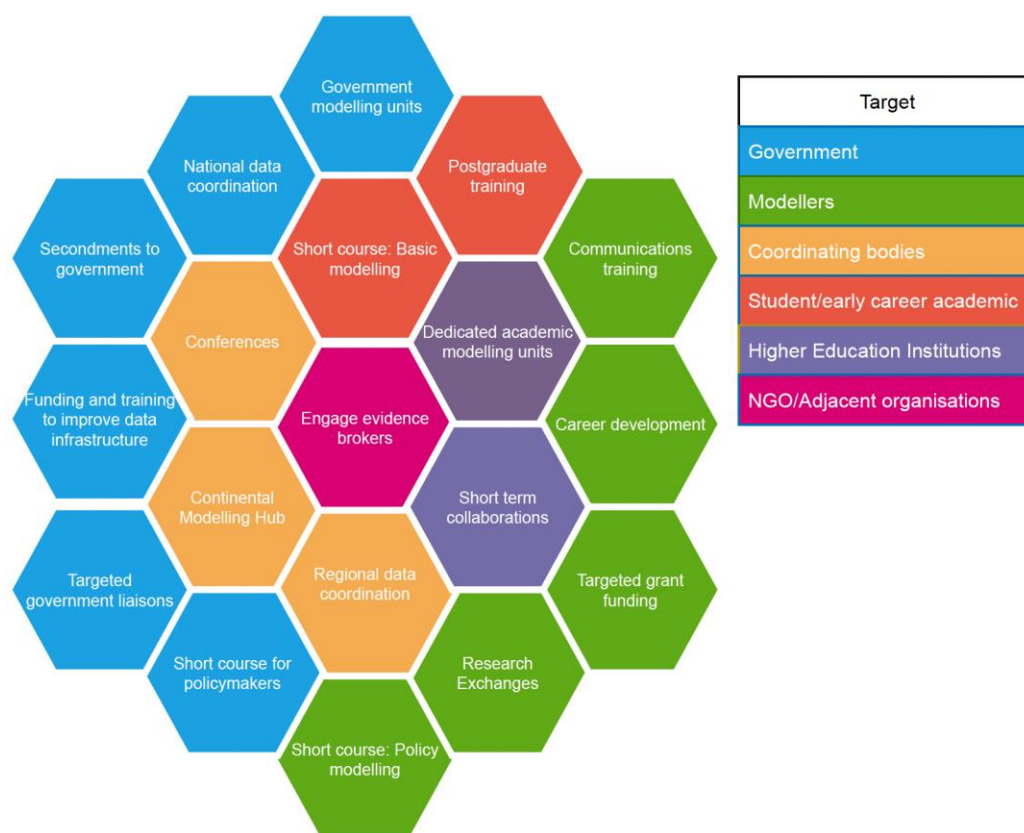 Government
modelling units
National data
coordination
Postgraduate
training
Secondments to
government
Short course: Basic
modelling
Communications
training
Conferences
Dedicated academic
modelling units
Funding and training
to improve data
infrastructure
Engage evidence
brokers
Career development
Continental
Modelling Hub
Short term
collaborations
Targeted
government liaisons
Regional data
coordination
Targeted grant
funding
Short course for
policymakers
Research
Exchanges
Short course: Policy
modelling
Target
Government
Modellers
Coordinating bodies
Student/early career academic
Higher Education Institutions
NGO/Adjacent organisations